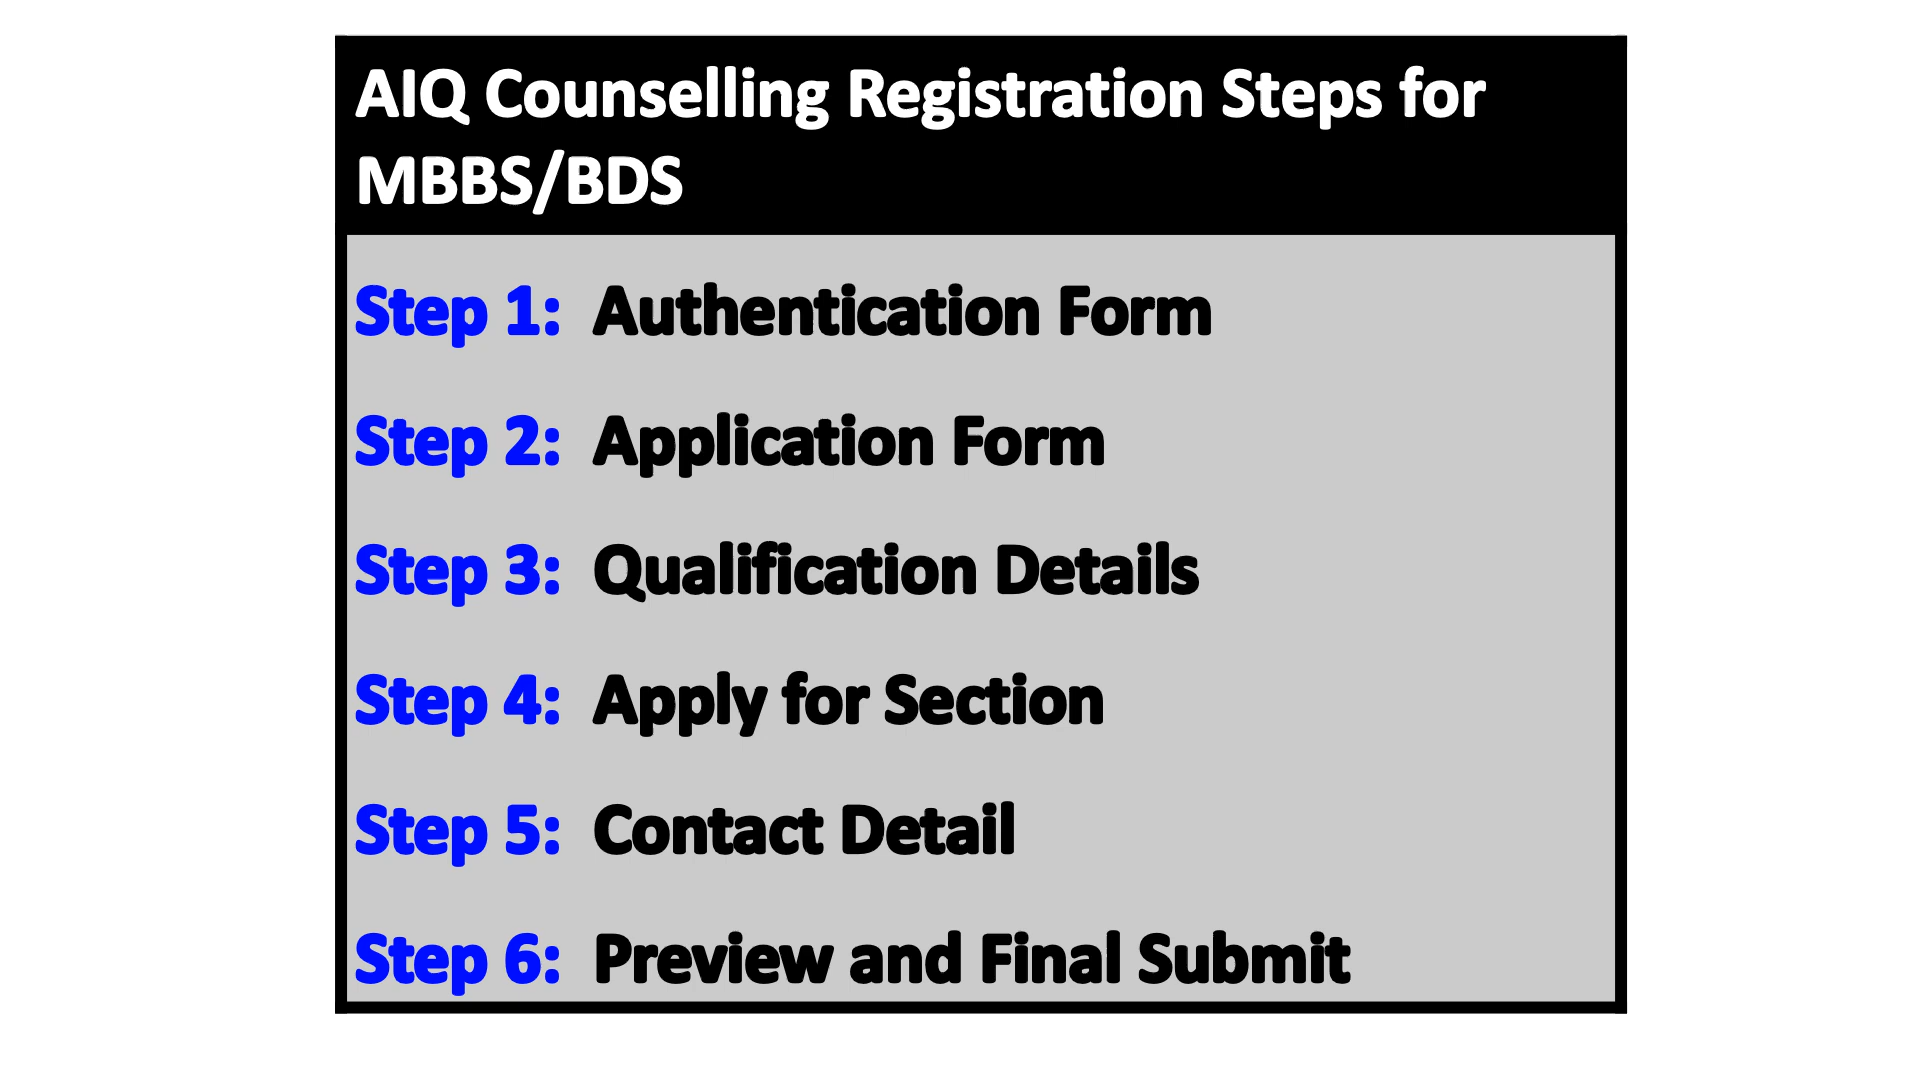 AIQ Counselling Registration Steps for
MBBS/BDS
Step 1: Authentication Form
Step 2: Application Form
Step 3: Qualification Details
Step 4: Apply for Section
Step 5: Contact Detail
Step 6: Preview and Final Submit